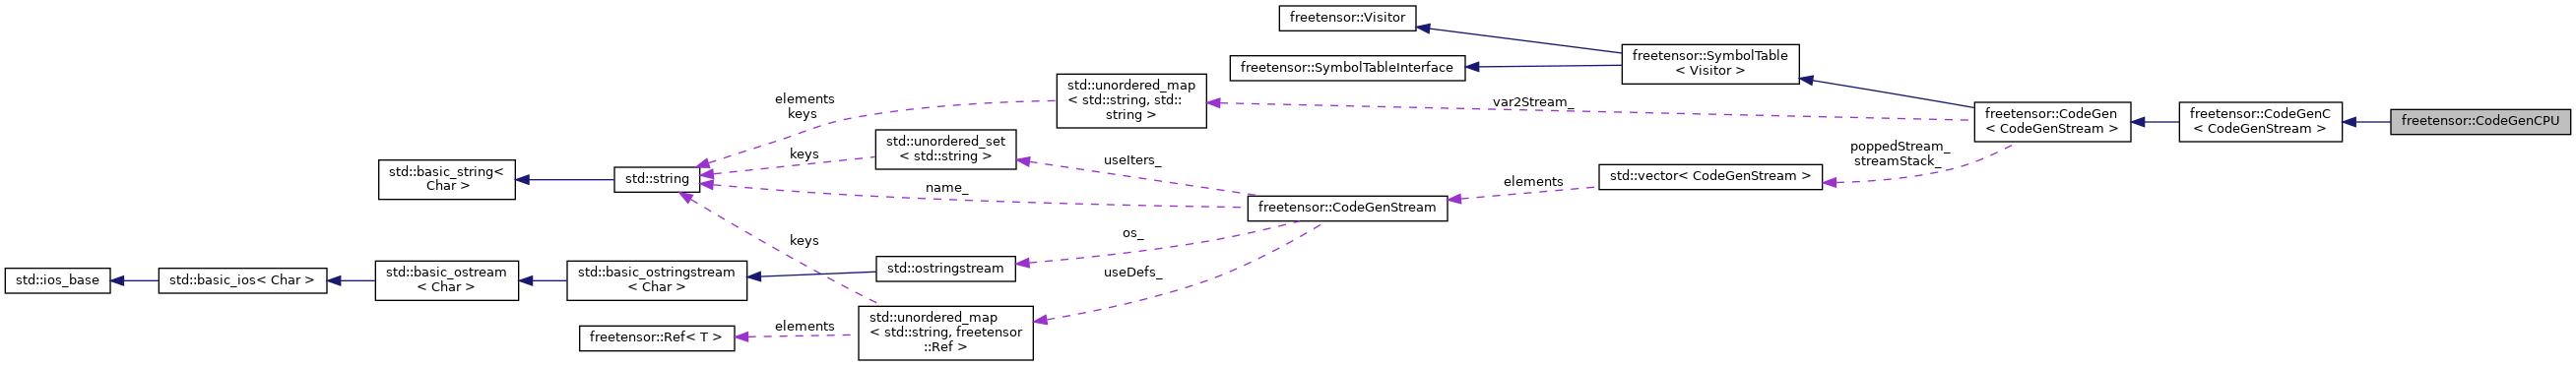 freetensor::Visitor
freetensor::SymbolTable
< Visitor >
freetensor::SymbolTableInterface
std::unordered_map
< std::string, std::
string >
elements
keys
var2Stream_
freetensor::CodeGen
< CodeGenStream >
freetensor::CodeGenC
< CodeGenStream >
freetensor::CodeGenCPU
std::unordered_set
< std::string >
keys
useIters_
poppedStream_
streamStack_
std::basic_string<
Char >
std::string
name_
elements
std::vector< CodeGenStream >
freetensor::CodeGenStream
keys
os_
useDefs_
std::ios_base
std::basic_ios< Char >
std::basic_ostream
< Char >
std::basic_ostringstream
< Char >
std::ostringstream
freetensor::Ref< T >
elements
std::unordered_map
< std::string, freetensor
::Ref >